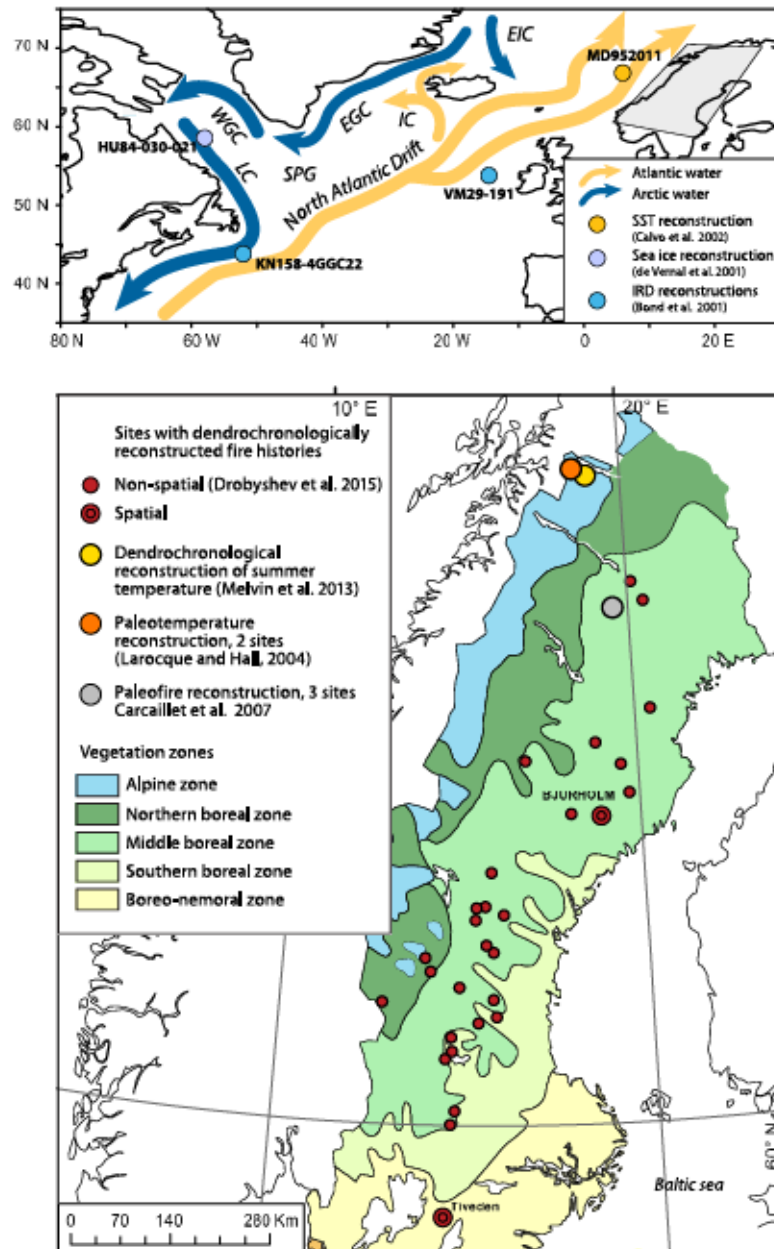 70 N
60 N
50 N
40 N
80 N
60 W
40 W
20 W
0
20 E
EIC
MD952011
WGC
EGC
IC
HU84-030-021
LC
SPG
North Atlantic Drift
VM29-191
KN158-4GGC22
Atlantic water
Arctic water
SST reconstruction
(Calvo et al. 2002)
Sea ice reconstruction
(de Vernal et al. 2001)
IRD reconstructions
(Bond et al. 2001)
10° E
20° E
Sites with dendrochronologically
reconstructed fire histories
Non-spatial (Drobyshev et al. 2015)
Spatial
Dendrochronological
reconstruction of summer
temperature (Melvin et al. 2013)
Paleotemperature
reconstruction, 2 sites
(Larocque and Hall, 2004)
Paleofire reconstruction, 3 sites
Carcaillet et al. 2007
Vegetation zones
Alpine zone
Northern boreal zone
Middle boreal zone
Southern boreal zone
Boreo-nemoral zone
BJURHOLM
60° N
Baltic sea
Tiveden
0 70 140 280 Km